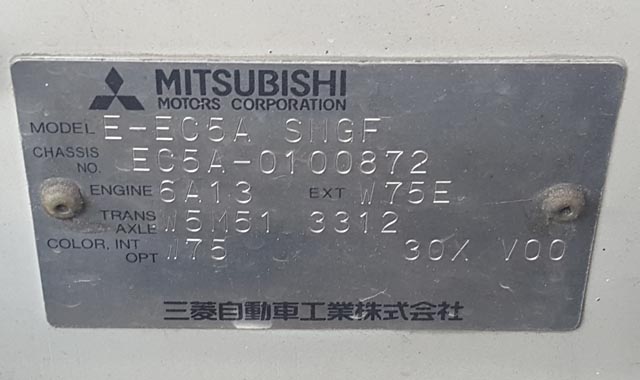 MITSUBISHI
MOTORS CORPORATION
MODEL E-EC5A SMGF
CHASSIS NO. EC5A-0100872
ENGINE 6A13 EXT W75E
TRANS AXLE W5M51 3312
COLOR, INT OPT W75 30X V00
三菱自動車工業株式会社